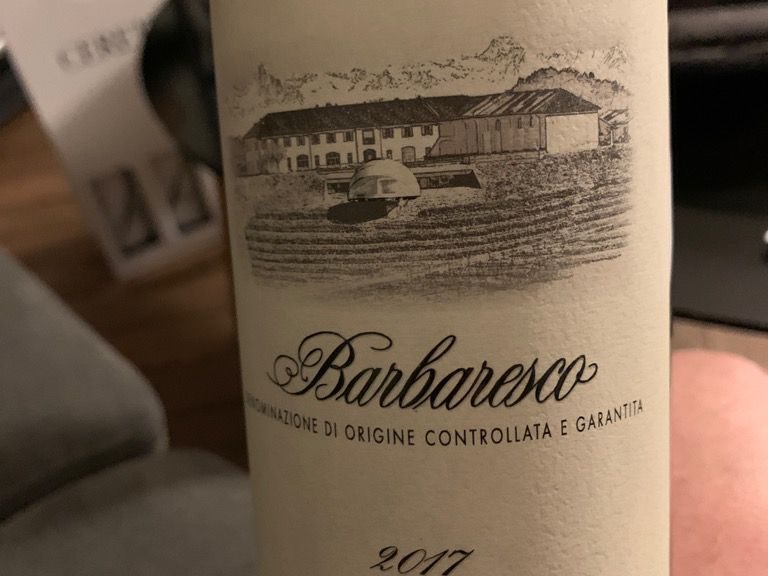 Barbaresco
DI ORIGINE CONTROLLATA E GARANTITA
2017